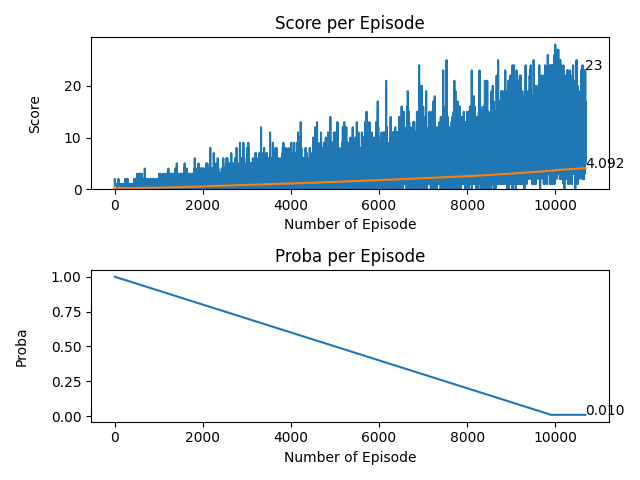 Score per Episode
Score
20
10
0
23
4.092
0 2000 4000 6000 8000 10000
Number of Episode
Proba per Episode
Proba
1.00
0.75
0.50
0.25
0.00
0.010
0 2000 4000 6000 8000 10000
Number of Episode